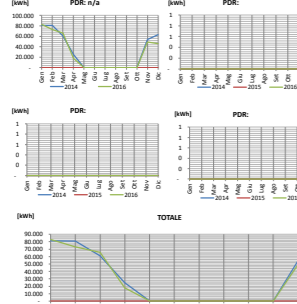 [kWh] PDR: n/a
100.000
80.000
60.000
40.000
20.000
-
Gen Feb Mar Apr Mag Giu Lug Ago Set Ott Nov Dic
2014 2016
[kWh] PDR:
1
1
1
0
0
-
Gen Feb Mar Apr Mag Giu Lug Ago Set Ott
2014 2015 2016
[kWh] PDR:
1
1
1
0
0
-
Gen Feb Mar Apr Mag Giu Lug Ago Set Ott Nov Dic
2014 2015 2016
[kWh] PDR:
1
1
1
0
0
-
Gen Feb Mar Apr Mag Giu Lug Ago Set Ott
2014 2015 201
[kWh] TOTALE
90.000
80.000
70.000
60.000
50.000
40.000
30.000
20.000
10.000
-